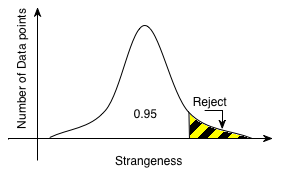 Number of Data points
Reject
0.95
Strangeness